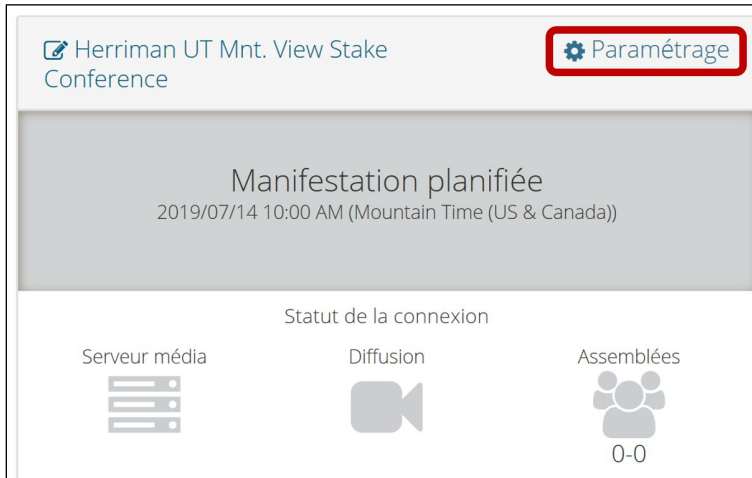 Herriman UT Mnt. View Stake
Conference
Paramétrage
Manifestation planifiée
2019/07/14 10:00 AM (Mountain Time (US & Canada))
Statut de la connexion
Serveur média
Diffusion
Assemblées
0-0